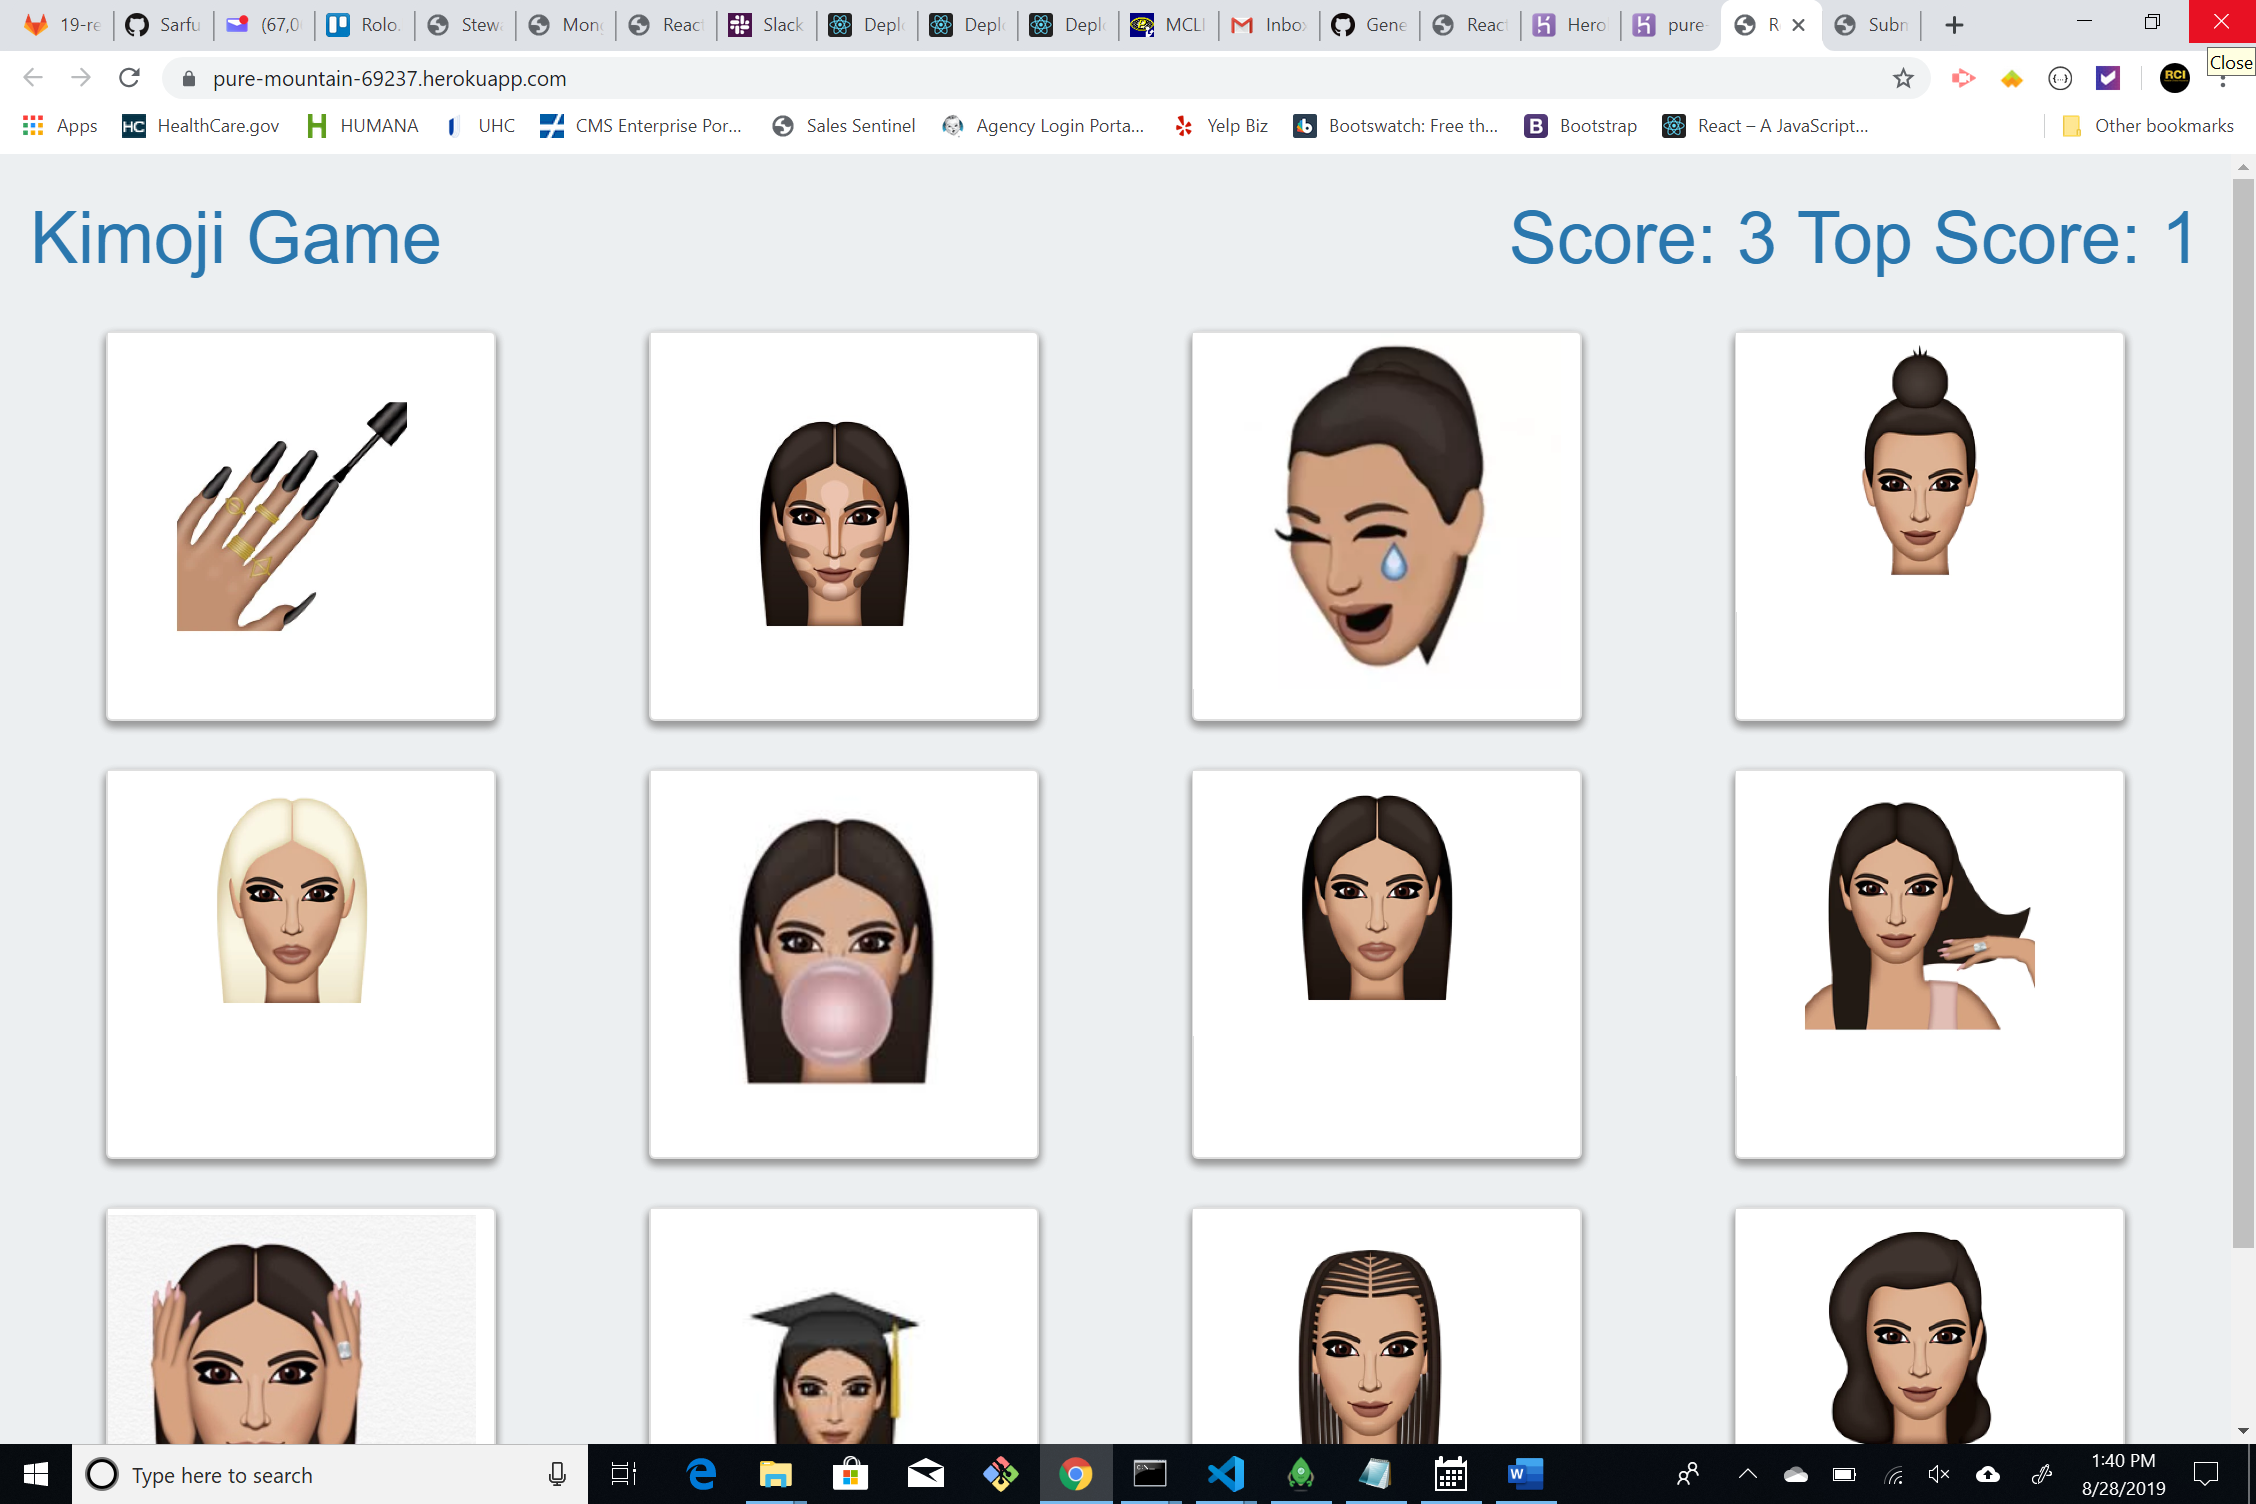 19-re Sarfu (67,0 Rolo. Stew Mon React Slack Depl Depl Depl MCLI Inbox Gene React Hero pure- R Subn
Close
pure-mountain-69237.herokuapp.com RCI
Apps HC HealthCare.gov H HUMANA UHC CMS Enterprise Por... Sales Sentinel Agency Login Porta... Yelp Biz b Bootswatch: Free th... B Bootstrap React – A JavaScript... Other bookmarks
Kimoji Game Score: 3 Top Score: 1
Type here to search
1:40 PM
8/28/2019